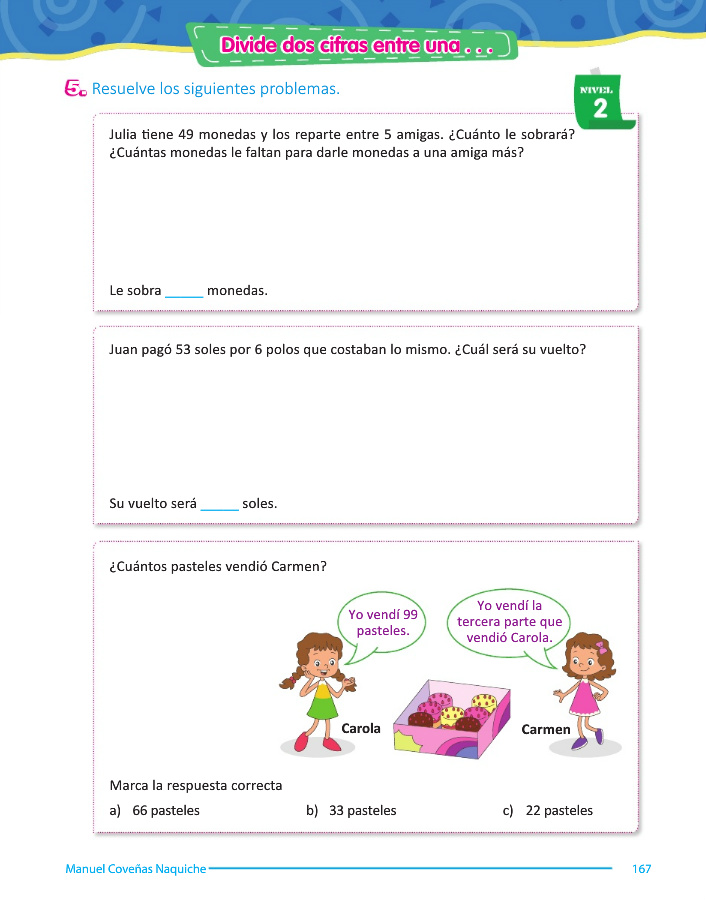 Divide dos cifras entre una . . .
5. Resuelve los siguientes problemas.
NIVEL
2
Julia tiene 49 monedas y los reparte entre 5 amigas. ¿Cuánto le sobrará?
¿Cuántas monedas le faltan para darle monedas a una amiga más?
Le sobra _____ monedas.
Juan pagó 53 soles por 6 polos que costaban lo mismo. ¿Cuál será su vuelto?
Su vuelto será _____ soles.
¿Cuántos pasteles vendió Carmen?
Yo vendí 99
pasteles.
Yo vendí la
tercera parte que
vendió Carola.
Carola
Carmen
Marca la respuesta correcta
a) 66 pasteles b) 33 pasteles c) 22 pasteles
Manuel Coveñas Naquiche 167